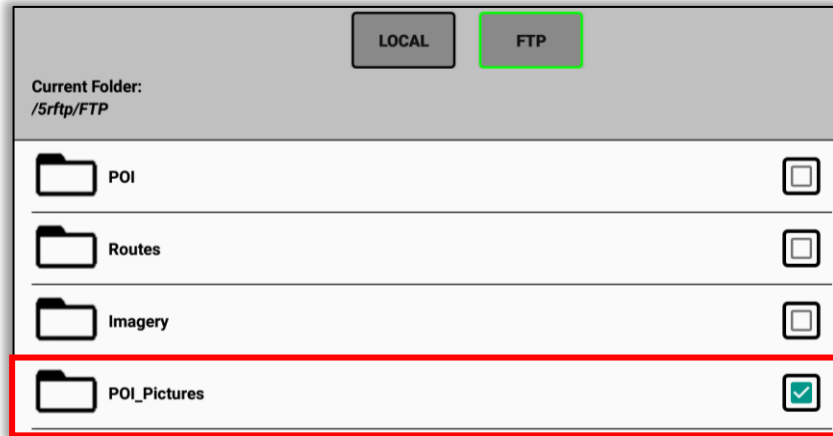 LOCAL FTP
Current Folder:
/5rftp/FTP
POI
Routes
Imagery
POI_Pictures